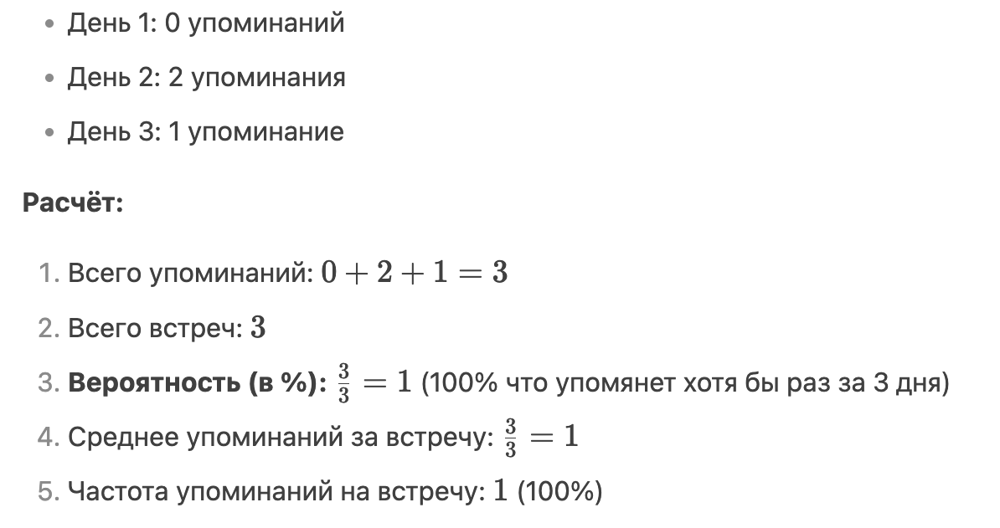 • День 1: 0 упоминаний
• День 2: 2 упоминания
• День 3: 1 упоминание
Расчёт:
1. Всего упоминаний: 0 + 2 + 1 = 3
2. Всего встреч: 3
3. Вероятность (в %): 3/3 = 1 (100% что упомянет хотя бы раз за 3 дня)
4. Среднее упоминаний за встречу: 3/3 = 1
5. Частота упоминаний на встречу: 1 (100%)